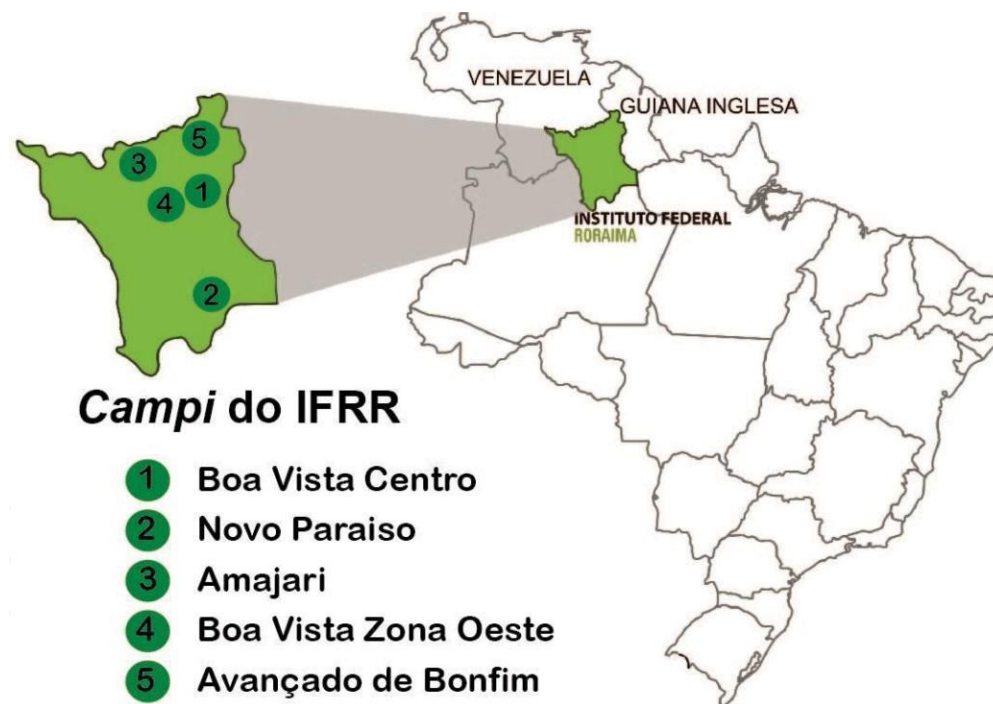 VENEZUELA
GUIANA INGLESA
5
3
4
1
2
INSTITUTO FEDERAL
RORAIMA
Campi do IFRR
1 Boa Vista Centro
2 Novo Paraiso
3 Amajari
4 Boa Vista Zona Oeste
5 Avançado de Bonfim